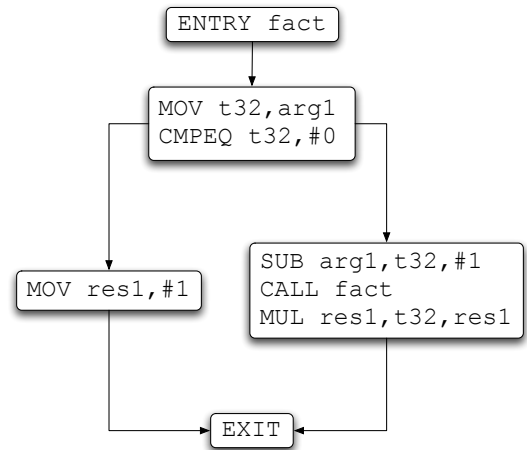 ENTRY fact
MOV t32,arg1
CMPEQ t32,#0
MOV res1,#1
SUB arg1,t32,#1
CALL fact
MUL res1,t32,res1
EXIT